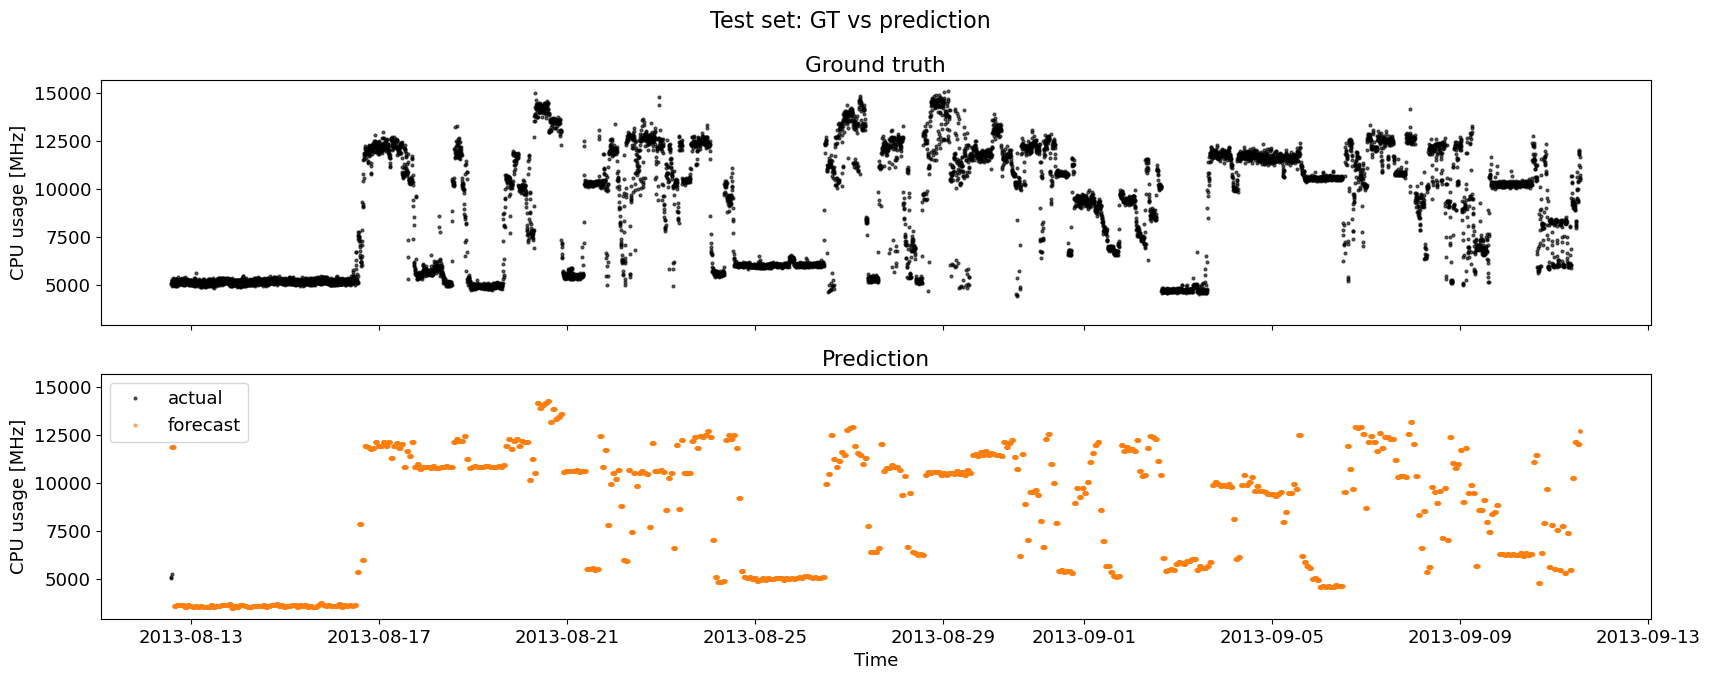 Test set: GT vs prediction
Ground truth
15000
12500
10000
7500
5000
CPU usage [MHz]
Prediction
15000
12500
10000
7500
5000
CPU usage [MHz]
actual
forecast
2013-08-13 2013-08-17 2013-08-21 2013-08-25 2013-08-29 2013-09-01 2013-09-05 2013-09-09 2013-09-13
Time